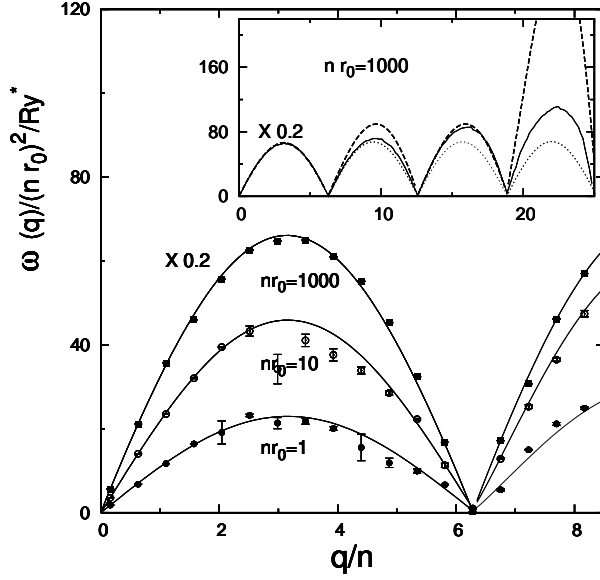 120
80
40
0
ω (q)/(n r₀)²/Ry*
160
80
0
n r₀=1000
X 0.2
0 10 20
X 0.2
nr₀=1000
nr₀=10
nr₀=1
0 2 4 6 8
q/n